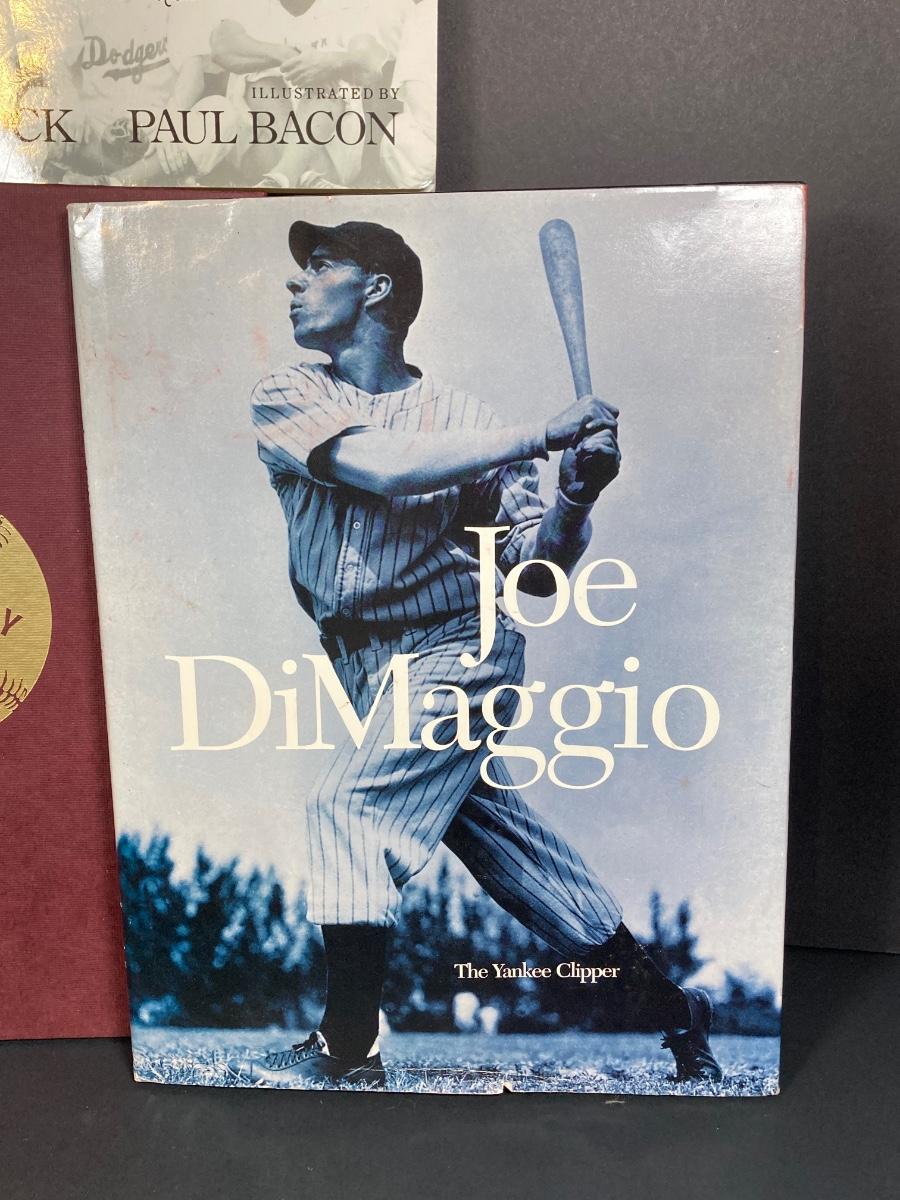 Dodgers
ILLUSTRATED BY
CK PAUL BACON
Y
Joe
DiMaggio
The Yankee Clipper